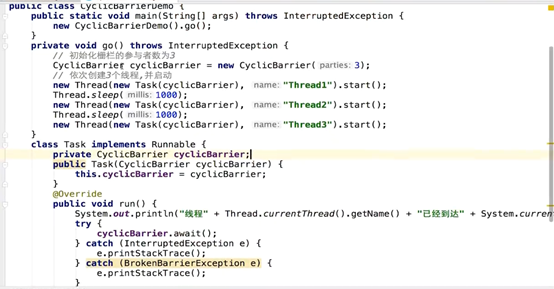 public class CyclicBarrierDemo {
public static void main(String[] args) throws InterruptedException {
new CyclicBarrierDemo().go();
}
private void go() throws InterruptedException {
// 初始化栅栏的参与者数为3
CyclicBarrier cyclicBarrier = new CyclicBarrier( parties: 3);
// 依次创建3个线程,并启动
new Thread(new Task(cyclicBarrier), name: "Thread1").start();
Thread.sleep( millis: 1000);
new Thread(new Task(cyclicBarrier), name: "Thread2").start();
Thread.sleep( millis: 1000);
new Thread(new Task(cyclicBarrier), name: "Thread3").start();
}
class Task implements Runnable {
private CyclicBarrier cyclicBarrier;
public Task(CyclicBarrier cyclicBarrier) {
this.cyclicBarrier = cyclicBarrier;
}
@Override
public void run() {
System.out.println("线程" + Thread.currentThread().getName() + "已经到达" + System.curren
try {
cyclicBarrier.await();
} catch (InterruptedException e) {
e.printStackTrace();
} catch (BrokenBarrierException e) {
e.printStackTrace();
}